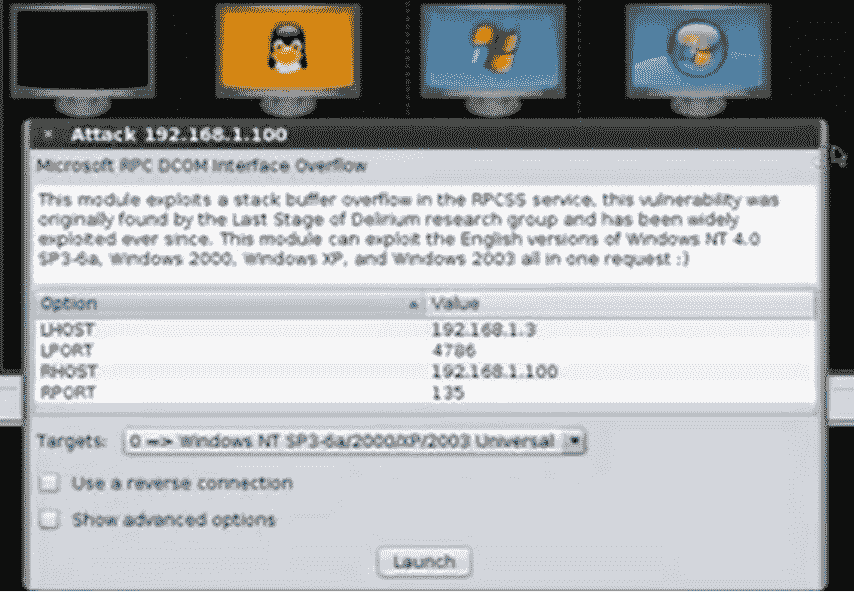 Attack 192.168.1.100
Microsoft RPC DCOM Interface Overflow
This module exploits a stack buffer overflow in the RPCSS service, this vulnerability was
originally found by the Last Stage of Delirium research group and has been widely
exploited ever since. This module can exploit the English versions of Windows NT 4.0
SP3-6a, Windows 2000, Windows XP, and Windows 2003 all in one request :)
Option Value
LHOST 192.168.1.3
LPORT 4786
RHOST 192.168.1.100
RPORT 135
Targets: 0 => Windows NT SP3-6a/2000/XP/2003 Universal
Use a reverse connection
Show advanced options
Launch